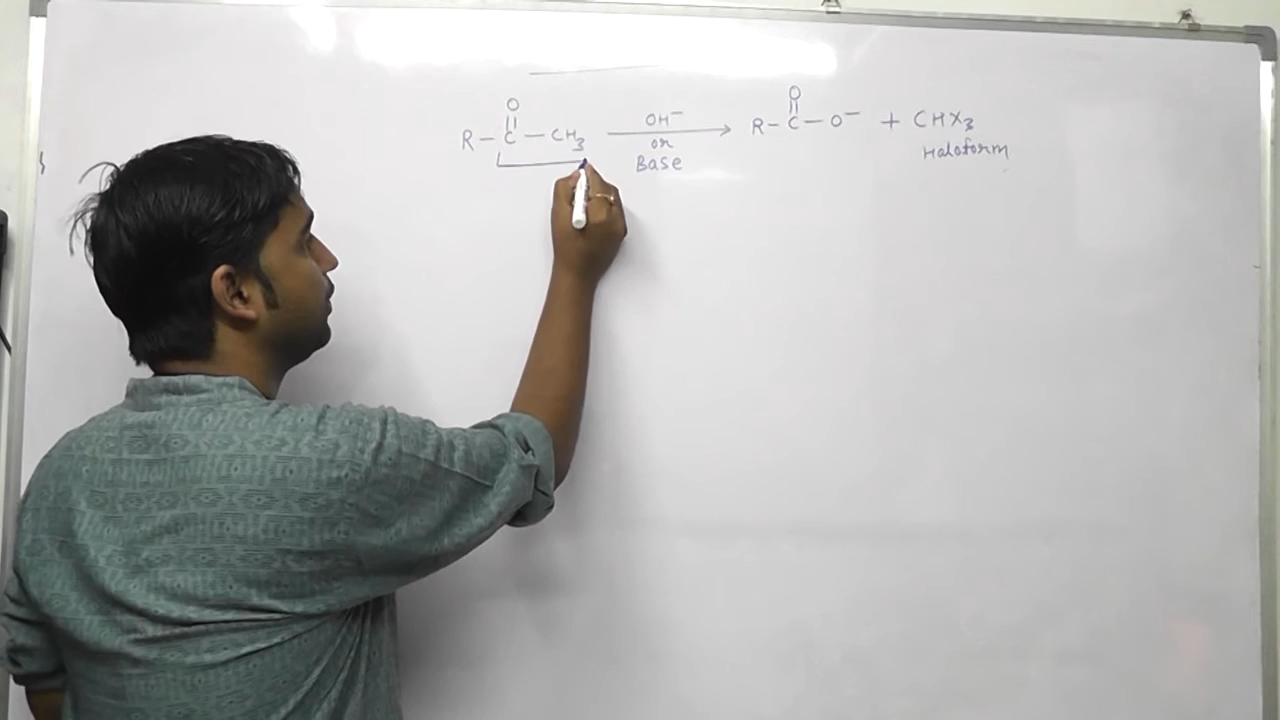 O O
R - C - CH3 OH- R - C - O- + CHX3
or Haloform
Base